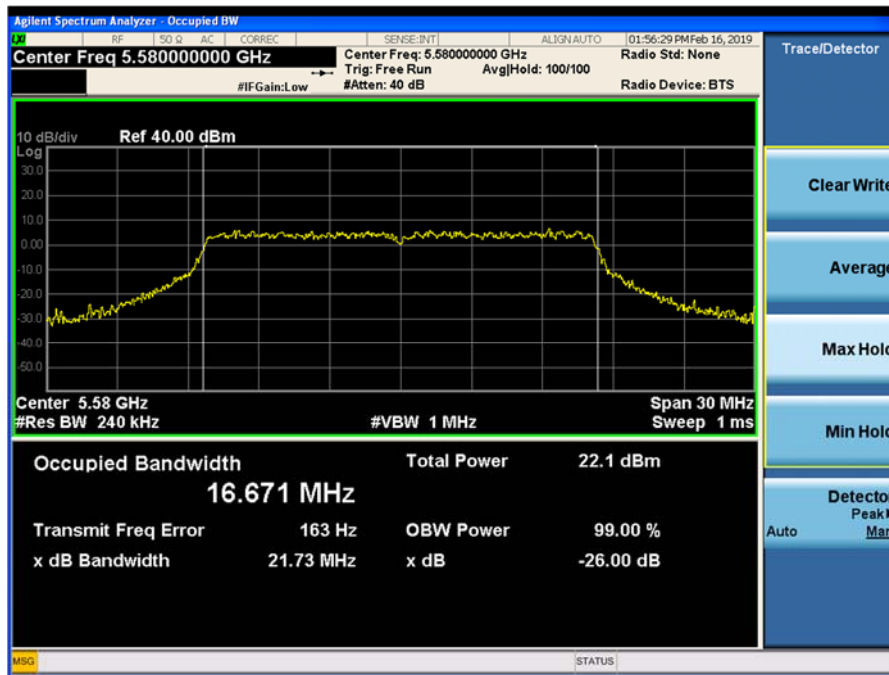 Agilent Spectrum Analyzer - Occupied BW
LXI RF 50 Ω AC CORREC SENSE:INT ALIGN AUTO 01:56:29 PM Feb 16, 2019
Center Freq 5.580000000 GHz Center Freq: 5.580000000 GHz Radio Std: None Trace/Detector
Trig: Free Run Avg|Hold: 100/100
#IFGain:Low #Atten: 40 dB Radio Device: BTS
10 dB/div Ref 40.00 dBm
Log
30.0
20.0
10.0
0.00
-10.0
-20.0
-30.0
-40.0
-50.0
Center 5.58 GHz Span 30 MHz
#Res BW 240 kHz #VBW 1 MHz Sweep 1 ms
Occupied Bandwidth Total Power 22.1 dBm
16.671 MHz
Transmit Freq Error 163 Hz OBW Power 99.00 %
x dB Bandwidth 21.73 MHz x dB -26.00 dB
Clear Write
Average
Max Hold
Min Hold
Detector
Peak
Auto Man
MSG STATUS